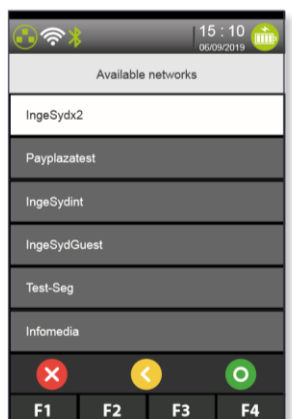 15 : 10
06/09/2019
Available networks
IngeSydx2
Payplazatest
IngeSydint
IngeSydGuest
Test-Seg
Infomedia
F1 F2 F3 F4